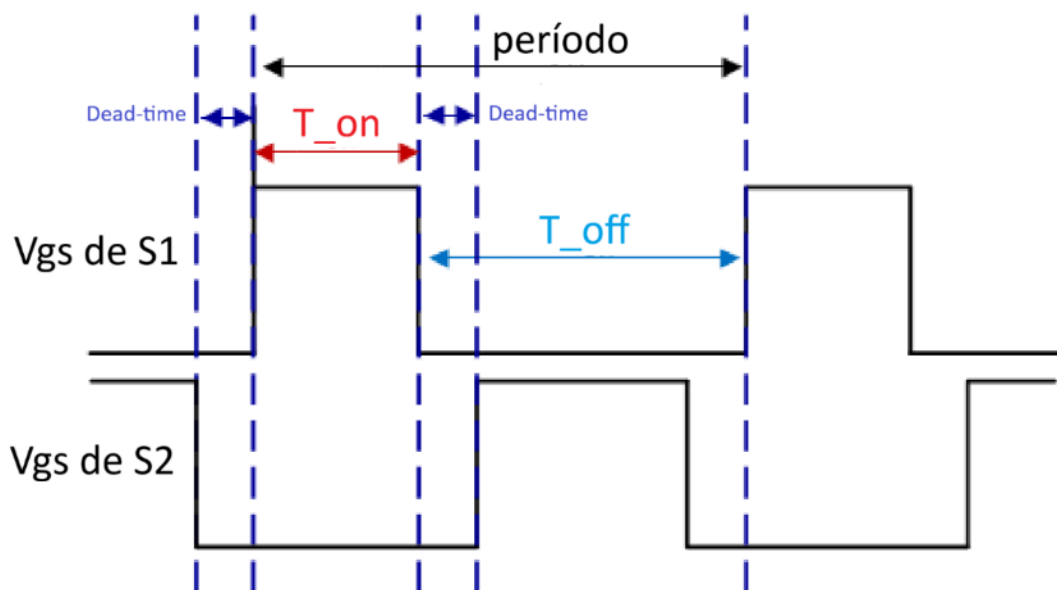 período
Dead-time
Dead-time
T_on
T_off
Vgs de S1
Vgs de S2